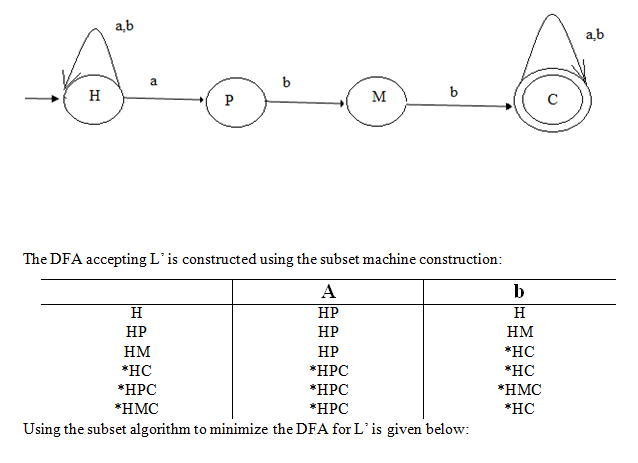 a,b
a,b
a
b
b
H
P
M
C
The DFA accepting L’ is constructed using the subset machine construction:
A b
H HP H
HP HP HM
HM HP *HC
*HC *HPC *HC
*HPC *HPC *HMC
*HMC *HPC *HC
Using the subset algorithm to minimize the DFA for L’ is given below: